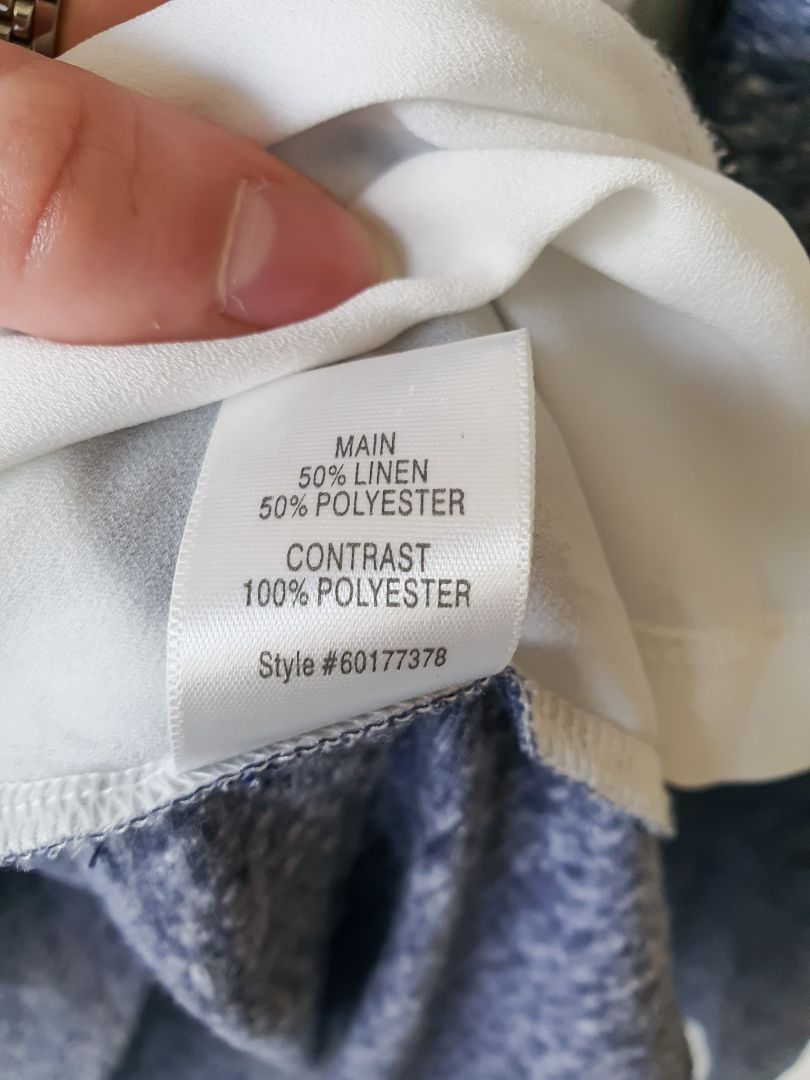 MAIN
50% LINEN
50% POLYESTER
CONTRAST
100% POLYESTER
Style #60177378